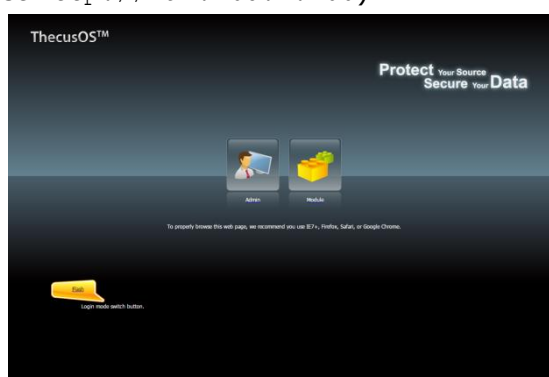 ThecusOS™
Protect Your Source
Secure Your Data
Admin Module
To properly browse this web page, we recommend you use IE7+, Firefox, Safari, or Google Chrome.
Login mode switch button.